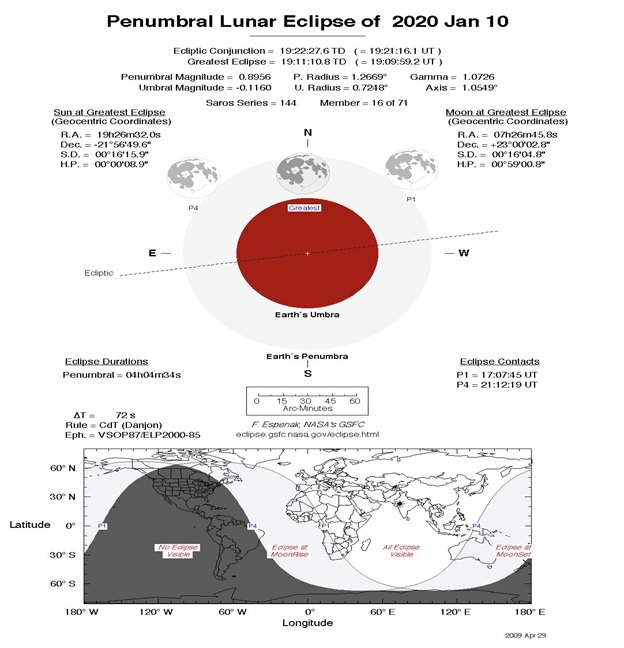 Penumbral Lunar Eclipse of 2020 Jan 10
Ecliptic Conjunction = 19:22:27.6 TD ( = 19:21:16.1 UT )
Greatest Eclipse = 19:11:10.8 TD ( = 19:09:59.2 UT )
Penumbral Magnitude = 0.8956 P. Radius = 1.2669° Gamma = 1.0726
Umbral Magnitude = -0.1160 U. Radius = 0.7248° Axis = 1.0549°
Saros Series = 144 Member = 16 of 71
Sun at Greatest Eclipse
(Geocentric Coordinates)
R.A. = 19h26m32.0s
Dec. = -21°56'49.6"
S.D. = 00°16'15.9"
H.P. = 00°00'08.9"
Moon at Greatest Eclipse
(Geocentric Coordinates)
R.A. = 07h26m45.8s
Dec. = +23°00'02.8"
S.D. = 00°16'04.8"
H.P. = 00°59'00.8"
N
P4
Greatest
P1
E
W
Ecliptic
Earth's Umbra
Earth's Penumbra
S
Eclipse Durations
Penumbral = 04h04m34s
Eclipse Contacts
P1 = 17:07:45 UT
P4 = 21:12:19 UT
0 15 30 45 60
Arc-Minutes
ΔT = 72 s
Rule = CdT (Danjon)
Eph. = VSOP87/ELP2000-85
F. Espenak, NASA's GSFC
eclipse.gsfc.nasa.gov/eclipse.html
60° N
30° N
Latitude
0°
30° S
60° S
P1
P4
P1
P4
No Eclipse
Visible
Eclipse at
MoonRise
All Eclipse
Visible
Eclipse at
MoonSet
180° W 120° W 60° W 0° 60° E 120° E 180° E
Longitude
2009 Apr 29